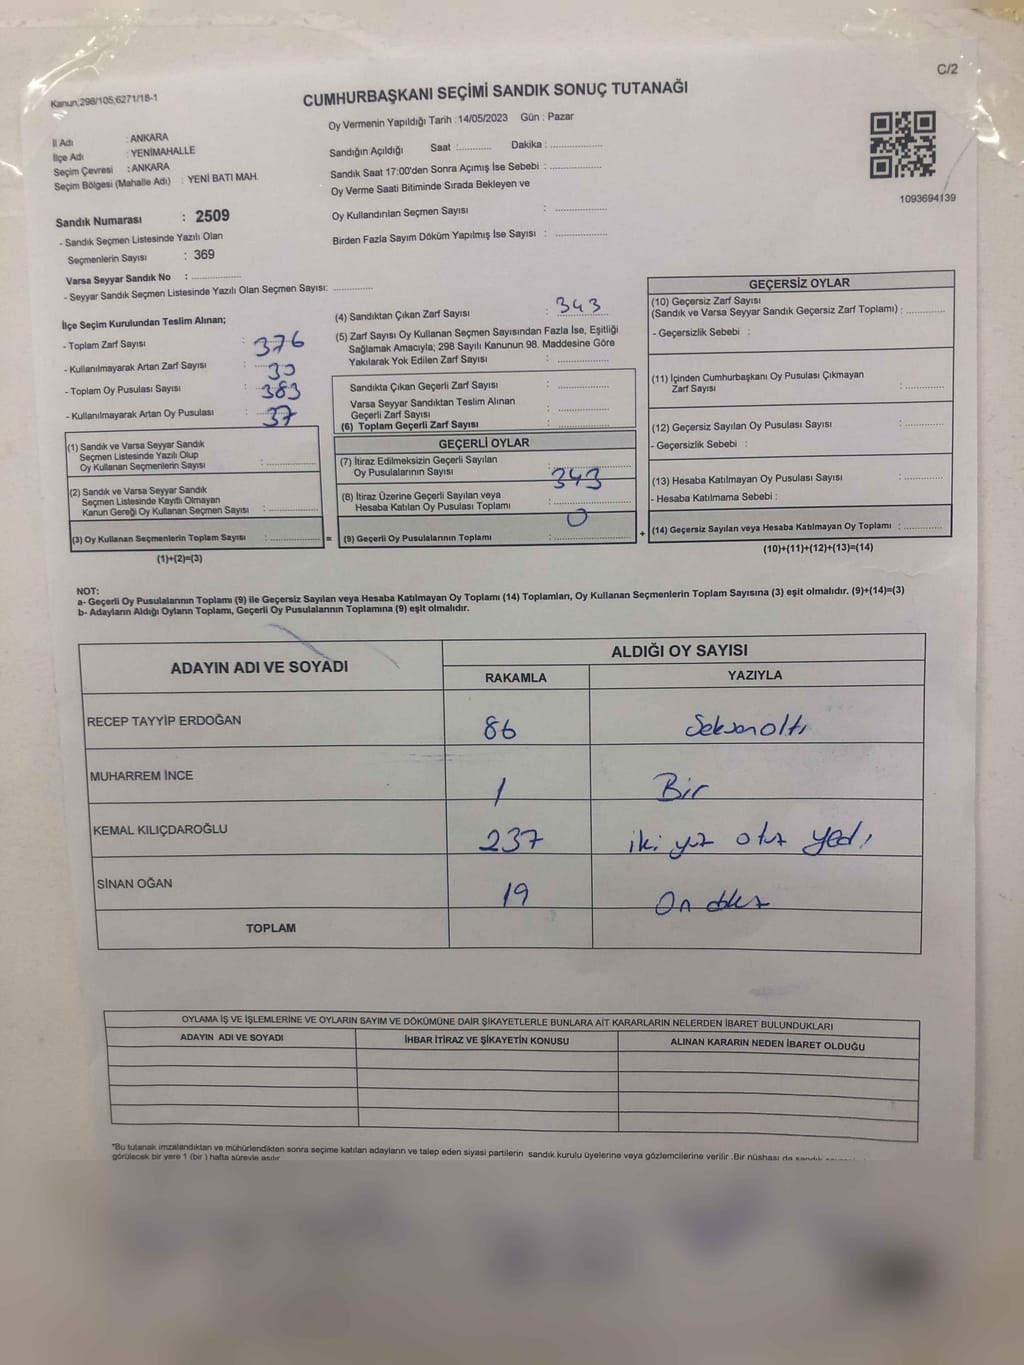 C/2
Kanun,298/105,6271/18-1
CUMHURBAŞKANI SEÇİMİ SANDIK SONUÇ TUTANAĞI
Oy Vermenin Yapıldığı Tarih :14/05/2023 Gün : Pazar
İl Adı : ANKARA
İlçe Adı : YENİMAHALLE
Seçim Çevresi : ANKARA
Seçim Bölgesi (Mahalle Adı) : YENİ BATI MAH.
Sandık Numarası : 2509
- Sandık Seçmen Listesinde Yazılı Olan
Seçmenlerin Sayısı : 369
Varsa Seyyar Sandık No : ....................
- Seyyar Sandık Seçmen Listesinde Yazılı Olan Seçmen Sayısı: ................
Sandığın Açıldığı Saat :............ Dakika : ....................
Sandık Saat 17:00'den Sonra Açımış İse Sebebi : ....................
Oy Verme Saati Bitiminde Sırada Bekleyen ve
Oy Kullandırılan Seçmen Sayısı : ....................
Birden Fazla Sayım Döküm Yapılmış İse Sayısı : ....................
1093694139
İlçe Seçim Kurulundan Teslim Alınan;
- Toplam Zarf Sayısı : 376
- Kullanılmayarak Artan Zarf Sayısı : 30
- Toplam Oy Pusulası Sayısı : 383
- Kullanılmayarak Artan Oy Pusulası : 37
(1) Sandık ve Varsa Seyyar Sandık
Seçmen Listesinde Yazılı Olup
Oy Kullanan Seçmenlerin Sayısı : ................
(2) Sandık ve Varsa Seyyar Sandık
Seçmen Listesinde Kayıtlı Olmayan
Kanun Gereği Oy Kullanan Seçmen Sayısı : ................
(3) Oy Kullanan Seçmenlerin Toplam Sayısı : ................ =
(1)+(2)=(3)
(4) Sandıktan Çıkan Zarf Sayısı : 343
(5) Zarf Sayısı Oy Kullanan Seçmen Sayısından Fazla İse, Eşitliği
Sağlamak Amacıyla; 298 Sayılı Kanunun 98. Maddesine Göre
Yakılarak Yok Edilen Zarf Sayısı : ................
Sandıkta Çıkan Geçerli Zarf Sayısı : ................
Varsa Seyyar Sandıktan Teslim Alınan
Geçerli Zarf Sayısı : ................
(6) Toplam Geçerli Zarf Sayısı : ................
GEÇERLİ OYLAR
(7) İtiraz Edilmeksizin Geçerli Sayılan
Oy Pusulalarının Sayısı : 343
(8) İtiraz Üzerine Geçerli Sayılan veya
Hesaba Katılan Oy Pusulası Toplamı : 0
(9) Geçerli Oy Pusulalarının Toplamı : ................ +
GEÇERSİZ OYLAR
(10) Geçersiz Zarf Sayısı
(Sandık ve Varsa Seyyar Sandık Geçersiz Zarf Toplamı) : ............
- Geçersizlik Sebebi :
(11) İçinden Cumhurbaşkanı Oy Pusulası Çıkmayan
Zarf Sayısı : ............
(12) Geçersiz Sayılan Oy Pusulası Sayısı : ............
- Geçersizlik Sebebi :
(13) Hesaba Katılmayan Oy Pusulası Sayısı : ............
- Hesaba Katılmama Sebebi :
(14) Geçersiz Sayılan veya Hesaba Katılmayan Oy Toplamı : ............
(10)+(11)+(12)+(13)=(14)
NOT:
a- Geçerli Oy Pusulalarının Toplamı (9) ile Geçersiz Sayılan veya Hesaba Katılmayan Oy Toplamı (14) Toplamları, Oy Kullanan Seçmenlerin Toplam Sayısına (3) eşit olmalıdır. (9)+(14)=(3)
b- Adayların Aldığı Oyların Toplamı, Geçerli Oy Pusulalarının Toplamına (9) eşit olmalıdır.
ADAYIN ADI VE SOYADI ALDIĞI OY SAYISI
RAKAMLA YAZIYLA
RECEP TAYYİP ERDOĞAN 86 Seksen altı
MUHARREM İNCE 1 Bir
KEMAL KILIÇDAROĞLU 237 iki yüz otuz yedi
SİNAN OĞAN 19 On dokuz
TOPLAM
OYLAMA İŞ VE İŞLEMLERİNE VE OYLARIN SAYIM VE DÖKÜMÜNE DAİR ŞİKAYETLERLE BUNLARA AİT KARARLARIN NELERDEN İBARET BULUNDUKLARI
ADAYIN ADI VE SOYADI İHBAR İTİRAZ VE ŞİKAYETİN KONUSU ALINAN KARARIN NEDEN İBARET OLDUĞU
*Bu tutanak imzalandıktan ve mühürlendikten sonra seçime katılan adayların ve talep eden siyasi partilerin sandık kurulu üyelerine veya gözlemcilerine verilir .Bir nüshası da sandık
görülecek bir yere 1 (bir ) hafta süreyle asılır